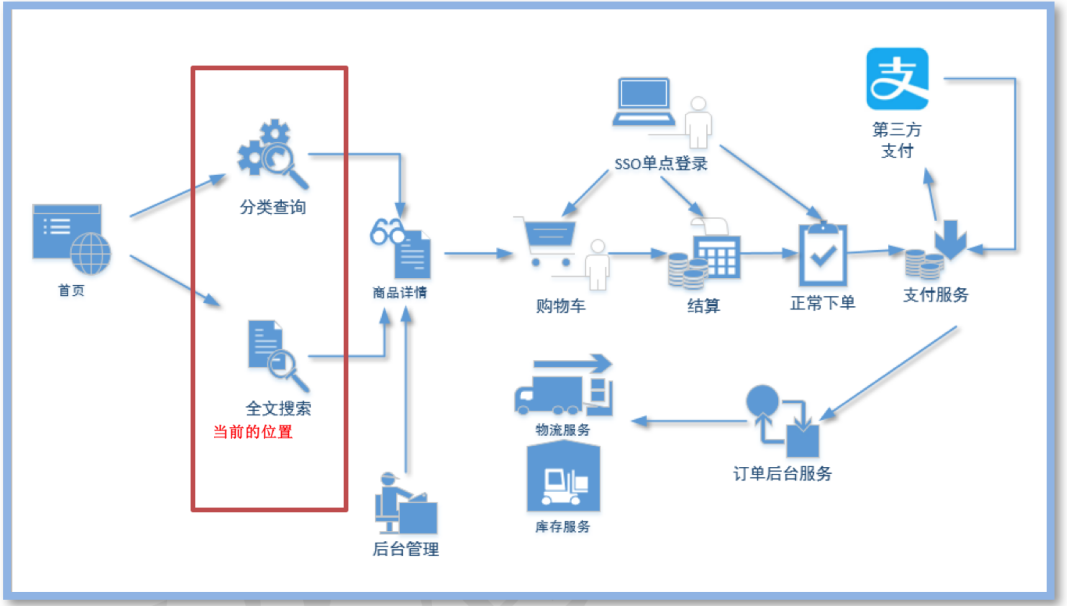 首页
分类查询
全文搜索
当前的位置
商品详情
后台管理
SSO单点登录
购物车
结算
正常下单
支
第三方
支付
支付服务
物流服务
库存服务
订单后台服务